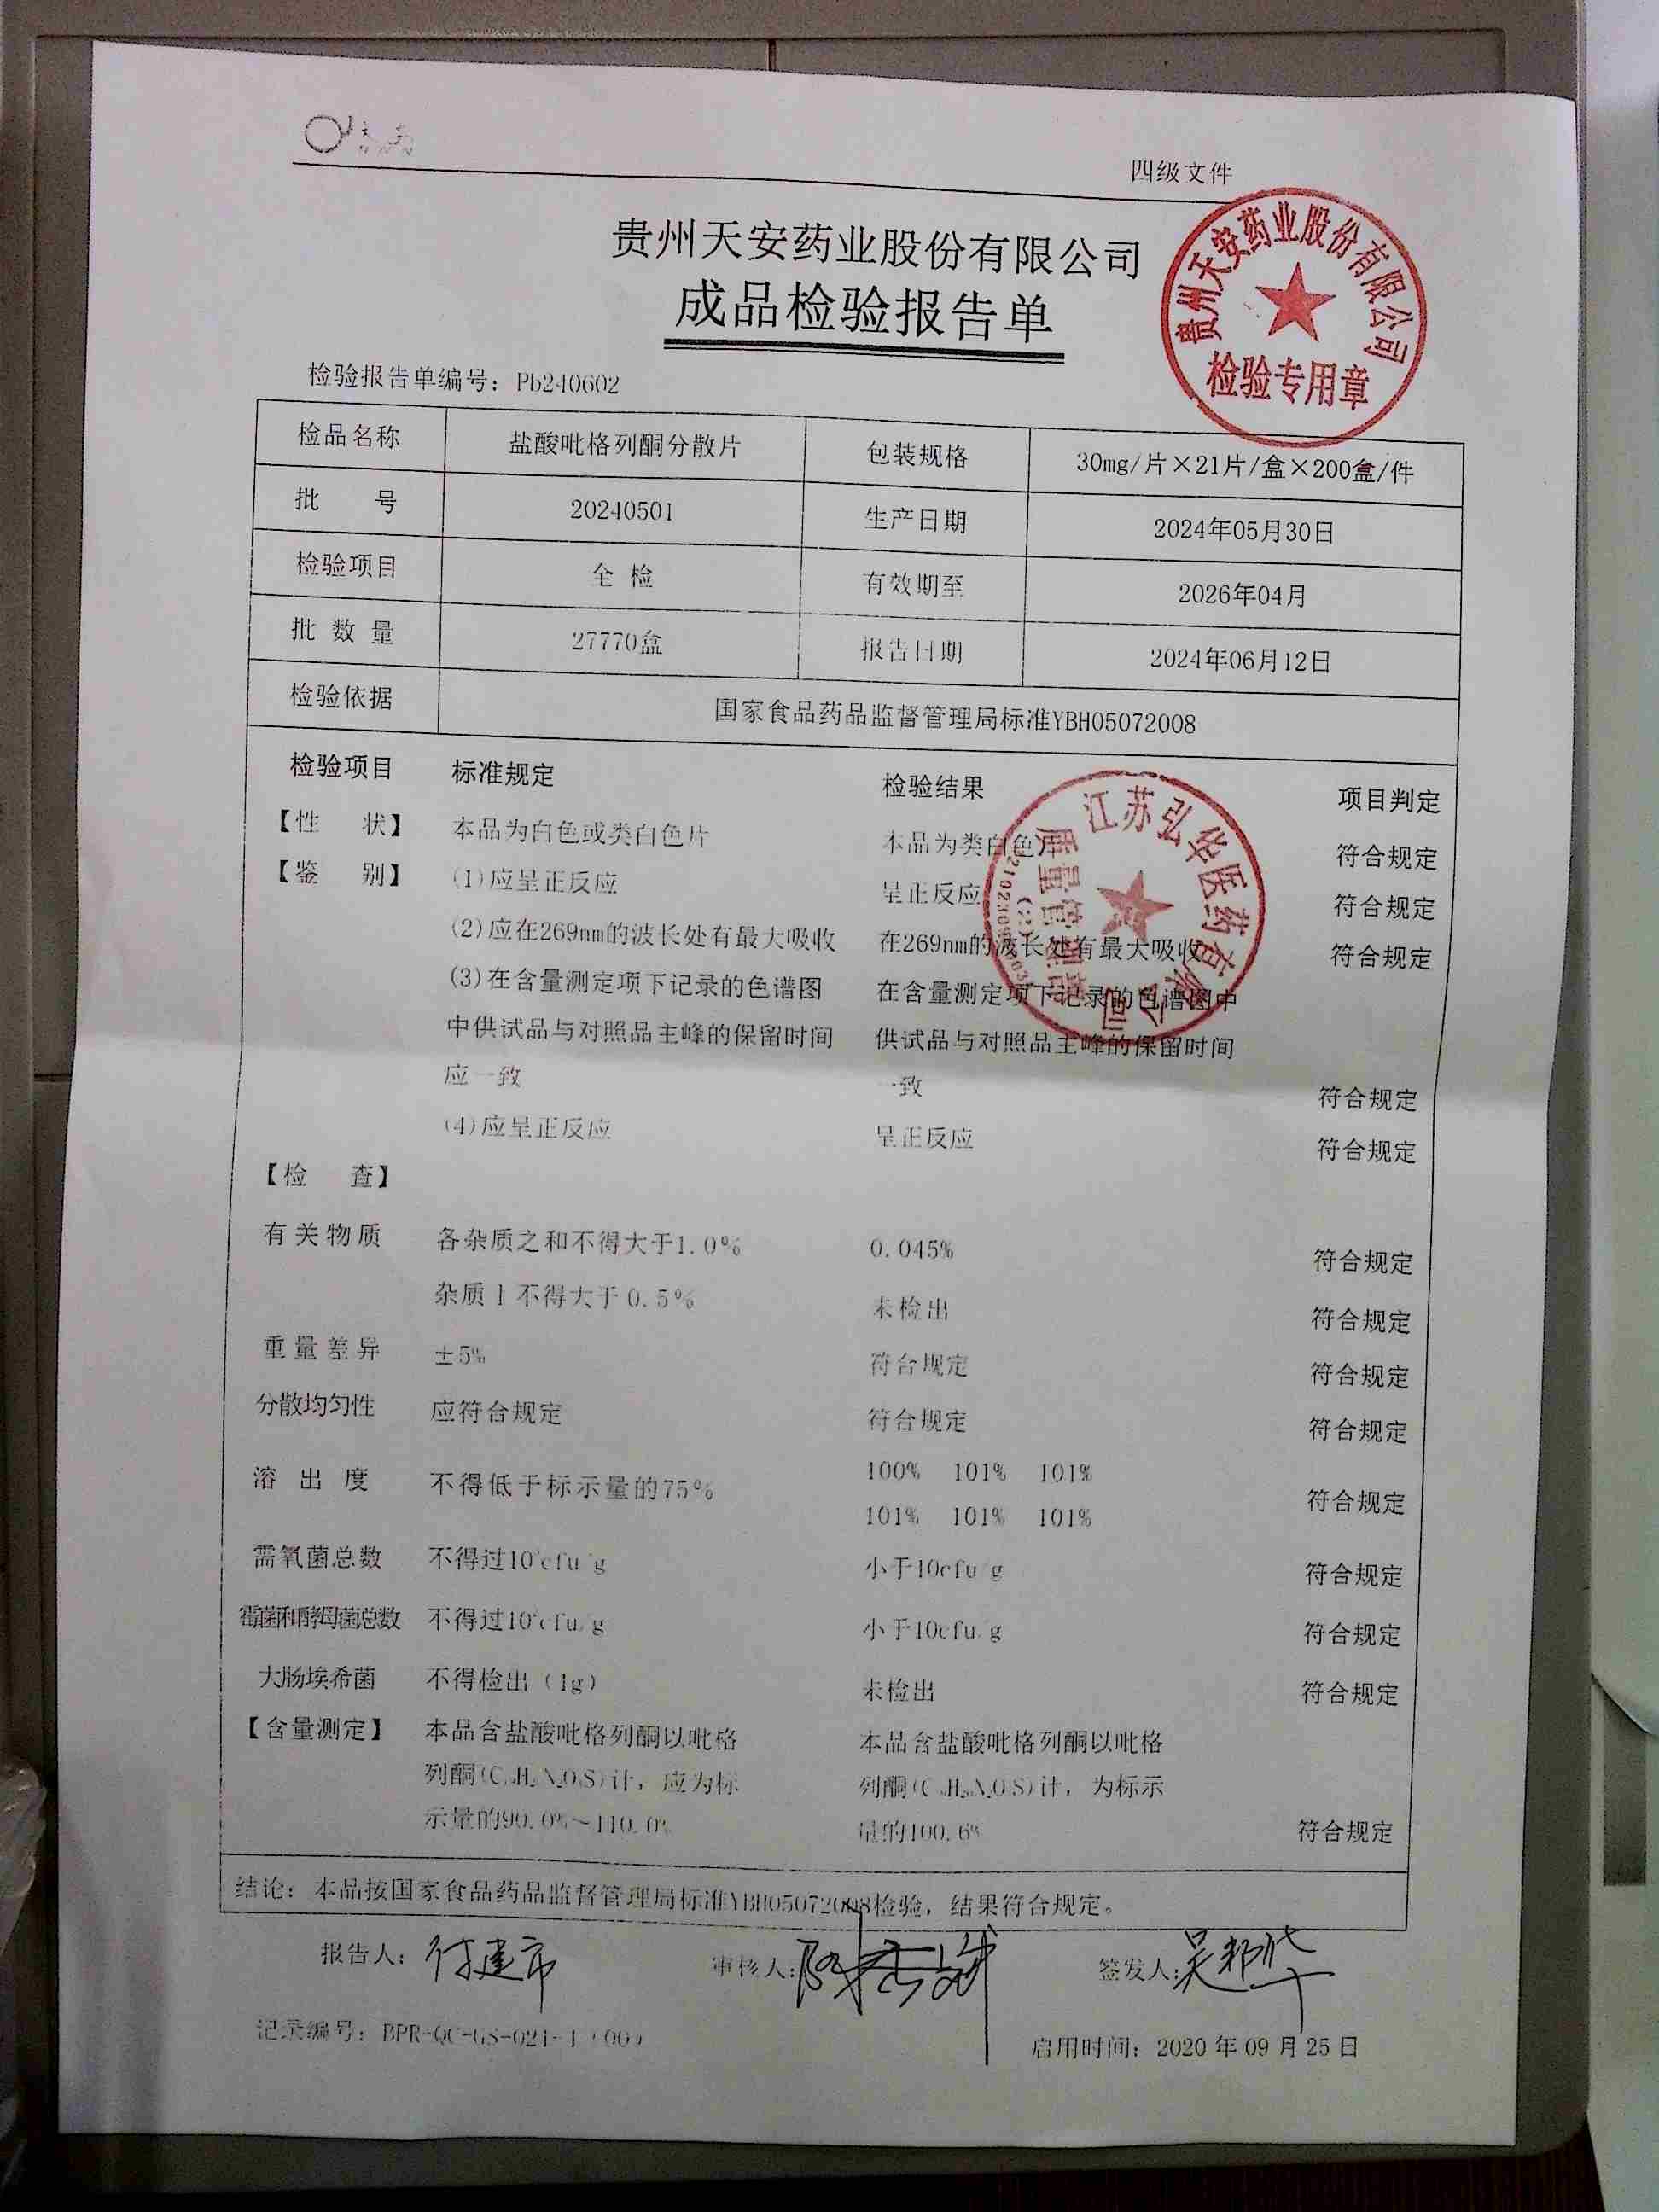 四级文件
贵州天安药业股份有限公司
成品检验报告单
贵州天安药业股份有限公司
检验专用章
检验报告单编号：Pb240602
检品名称 盐酸吡格列酮分散片 包装规格 30mg/片×21片/盒×200盒/件
批 号 20240501 生产日期 2024年05月30日
检验项目 全 检 有效期至 2026年04月
批 数 量 27770盒 报告日期 2024年06月12日
检验依据 国家食品药品监督管理局标准YBH05072008
检验项目 标准规定 检验结果 项目判定
【性 状】 本品为白色或类白色片 本品为类白色片 符合规定
【鉴 别】 (1)应呈正反应 呈正反应 符合规定
(2)应在269nm的波长处有最大吸收 在269nm的波长处有最大吸收 符合规定
(3)在含量测定项下记录的色谱图 在含量测定项下记录的色谱图中
中供试品与对照品主峰的保留时间 供试品与对照品主峰的保留时间
应一致 一致 符合规定
(4)应呈正反应 呈正反应 符合规定
江苏弘华医药有限公司
质量管理
【检 查】
有关物质 各杂质之和不得大于1.0% 0.045% 符合规定
杂质Ⅰ不得大于0.5% 未检出 符合规定
重量差异 ±5% 符合规定 符合规定
分散均匀性 应符合规定 符合规定 符合规定
溶 出 度 不得低于标示量的75% 100% 101% 101% 符合规定
101% 101% 101%
需氧菌总数 不得过10 cfu/g 小于10cfu/g 符合规定
霉菌和酵母菌总数 不得过10 cfu/g 小于10cfu/g 符合规定
大肠埃希菌 不得检出（1g） 未检出 符合规定
【含量测定】 本品含盐酸吡格列酮以吡格 本品含盐酸吡格列酮以吡格
列酮( )计，应为标 列酮( )计，为标示
示量的90.0%～110.0% 量的100.6% 符合规定
结论：本品按国家食品药品监督管理局标准YBH05072008检验，结果符合规定。
报告人： 审核人： 签发人：
记录编号：BPR-QC-GS-021-1（00）
启用时间：2020年09月25日